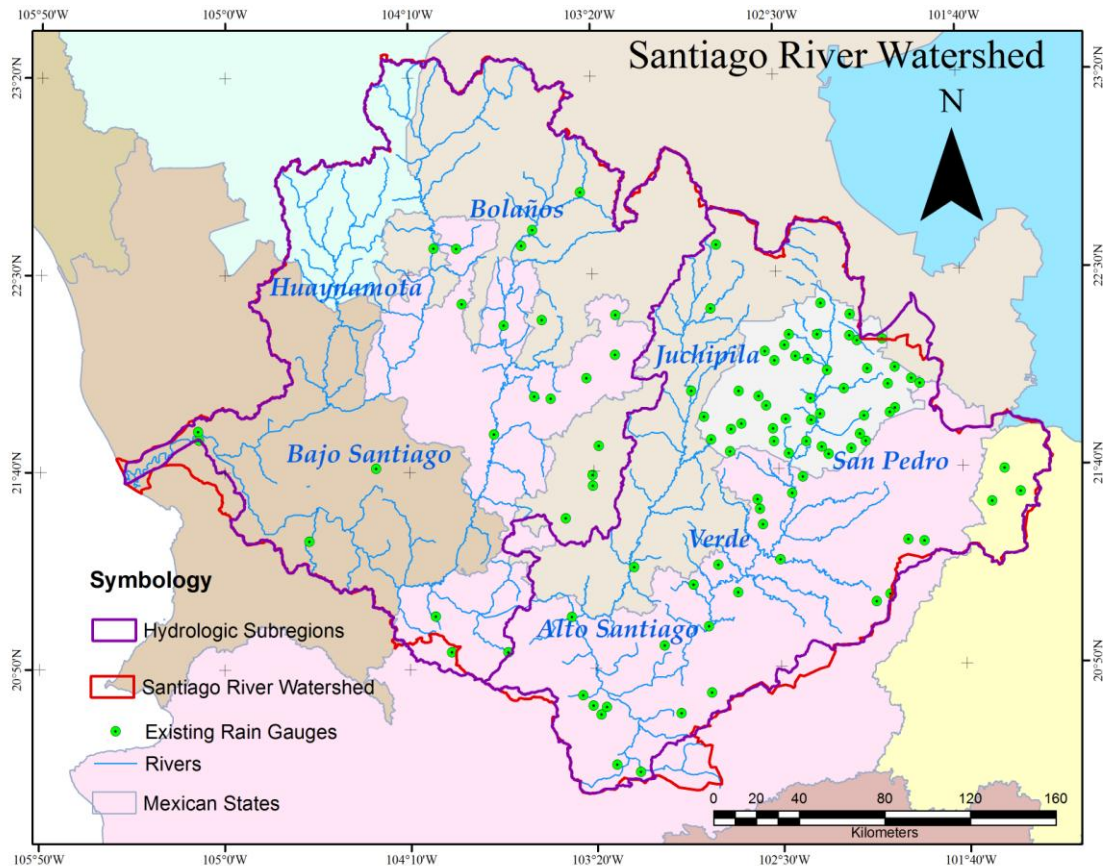 105°50'W 105°0'W 104°10'W 103°20'W 102°30'W 101°40'W
Santiago River Watershed
N
23°20'N 23°20'N
22°30'N 22°30'N
21°40'N 21°40'N
20°50'N 20°50'N
Bolaños
Huaynamota
Juchipila
Bajo Santiago
San Pedro
Verde
Alto Santiago
Symbology
Hydrologic Subregions
Santiago River Watershed
Existing Rain Gauges
Rivers
Mexican States
0 20 40 80 120 160
Kilometers
105°50'W 105°0'W 104°10'W 103°20'W 102°30'W 101°40'W